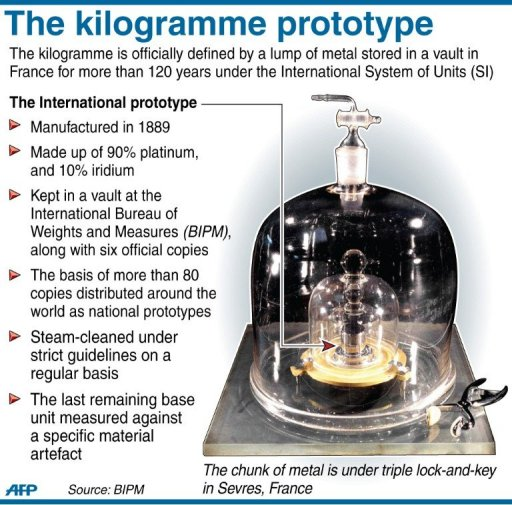 The kilogramme prototype
The kilogramme is officially defined by a lump of metal stored in a vault in
France for more than 120 years under the International System of Units (SI)
The International prototype
Manufactured in 1889
Made up of 90% platinum,
and 10% iridium
Kept in a vault at the
International Bureau of
Weights and Measures (BIPM),
along with six official copies
The basis of more than 80
copies distributed around the
world as national prototypes
Steam-cleaned under
strict guidelines on a
regular basis
The last remaining base
unit measured against
a specific material
artefact
The chunk of metal is under triple lock-and-key
in Sevres, France
AFP
Source: BIPM